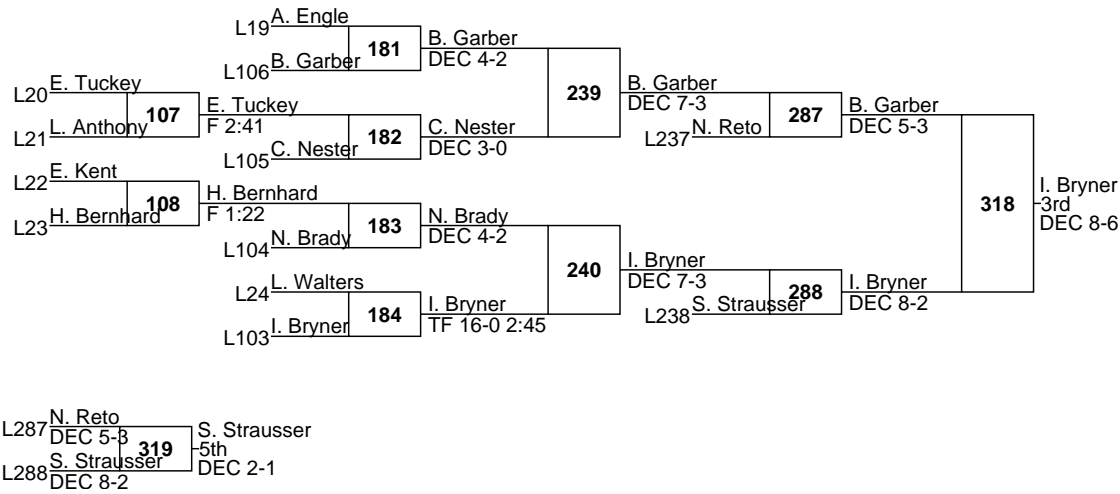 A. Engle
L19
181
B. Garber
DEC 4-2
B. Garber
L106
E. Tuckey
L20
107
E. Tuckey
F 2:41
L. Anthony
L21
182
C. Nester
DEC 3-0
C. Nester
L105
239
B. Garber
DEC 7-3
N. Reto
L237
287
B. Garber
DEC 5-3
E. Kent
L22
108
H. Bernhard
F 1:22
H. Bernhard
L23
183
N. Brady
DEC 4-2
N. Brady
L104
L. Walters
L24
184
I. Bryner
TF 16-0 2:45
I. Bryner
L103
240
I. Bryner
DEC 7-3
S. Strausser
L238
288
I. Bryner
DEC 8-2
318
I. Bryner
3rd
DEC 8-6
N. Reto
L287
DEC 5-3
319
S. Strausser
5th
DEC 2-1
S. Strausser
L288
DEC 8-2